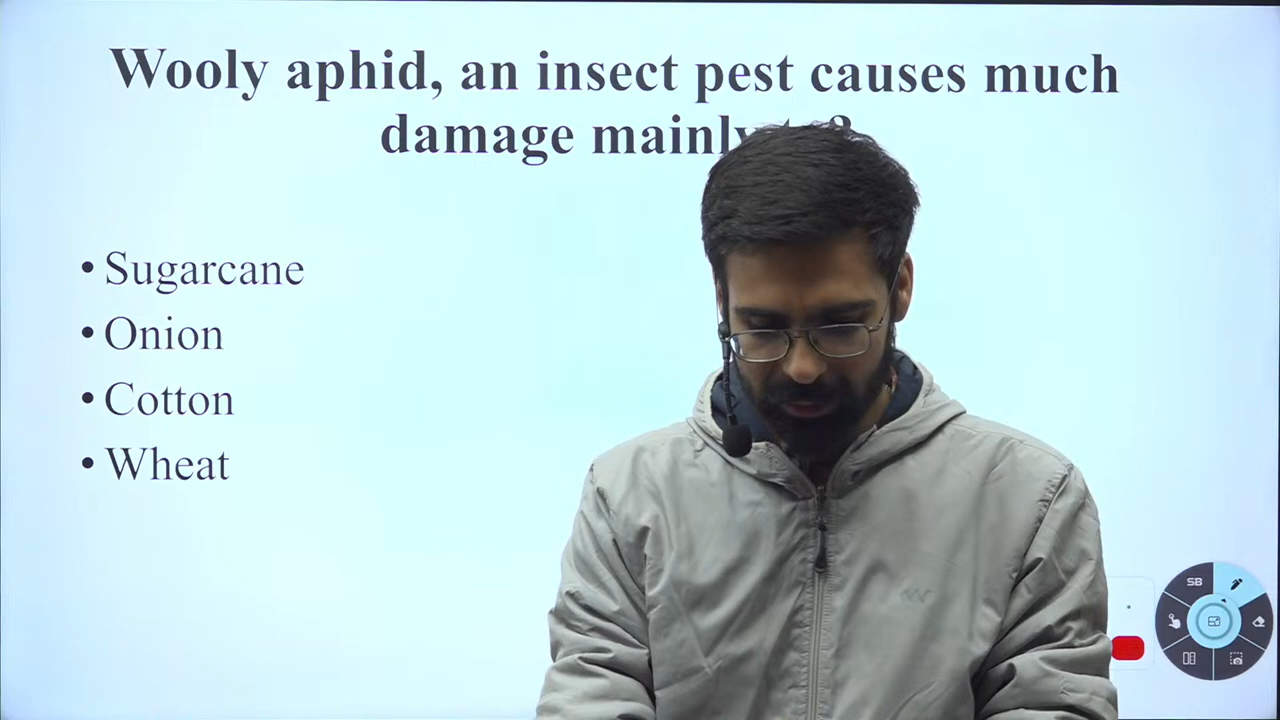 Wooly aphid, an insect pest causes much
damage mainly
• Sugarcane
• Onion
• Cotton
• Wheat
SB